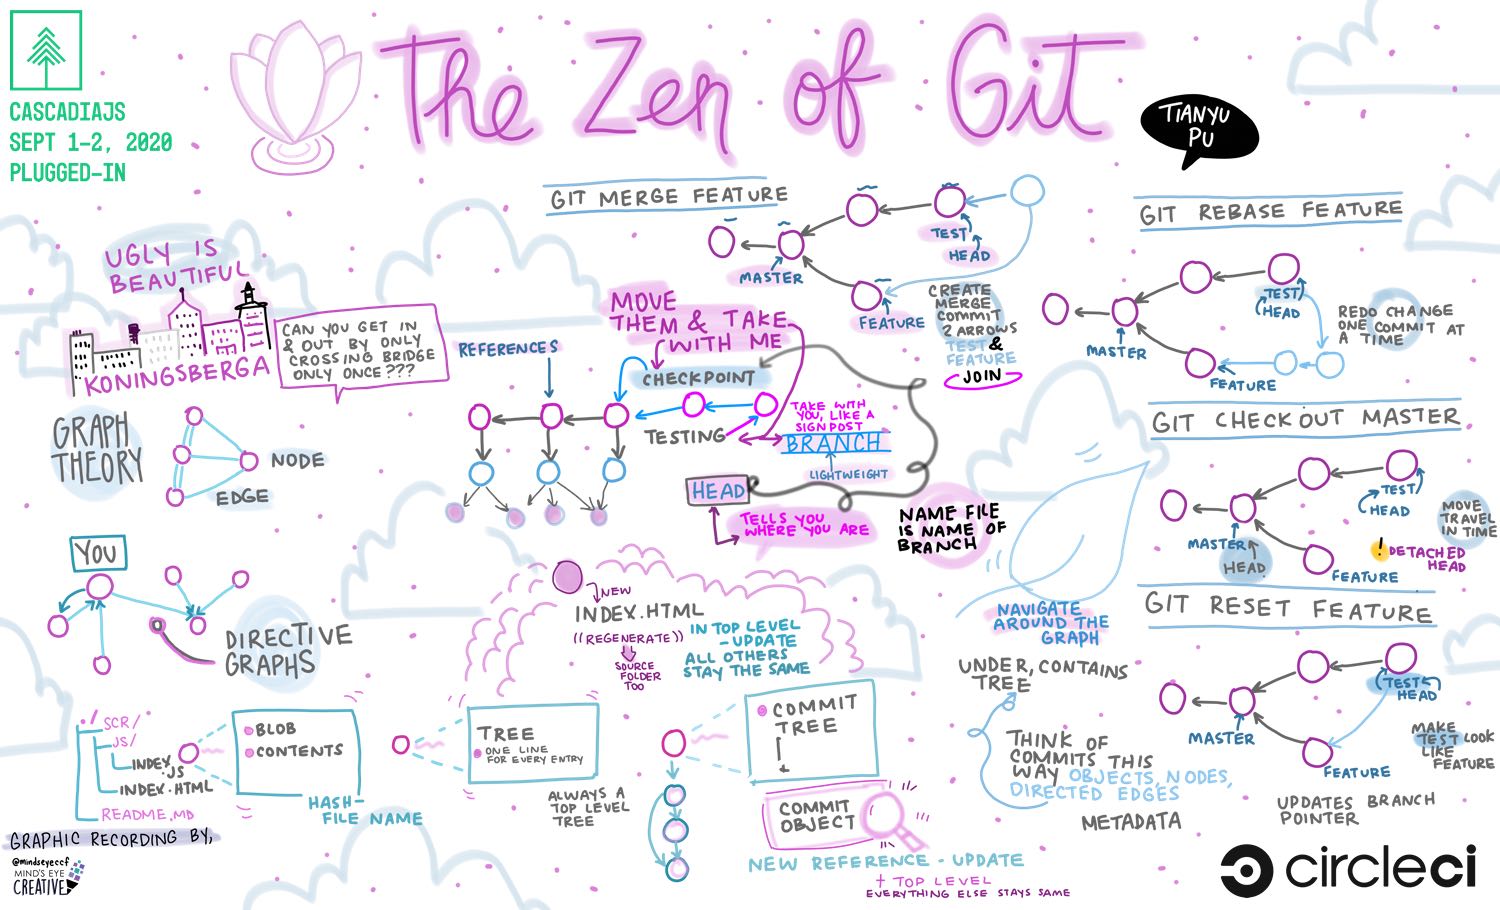 CASCADIAJS
SEPT 1-2, 2020
PLUGGED-IN
The Zen of Git
TIANYU
PU
UGLY IS
BEAUTIFUL
KONINGSBERGA
CAN YOU GET IN
& OUT BY ONLY
CROSSING BRIDGE
ONLY ONCE???
GRAPH
THEORY
NODE
EDGE
YOU
DIRECTIVE
GRAPHS
GIT MERGE FEATURE
TEST
HEAD
MASTER
FEATURE
CREATE
MERGE
COMMIT
2 ARROWS
TEST &
FEATURE
JOIN
MOVE
THEM & TAKE
WITH ME
REFERENCES
CHECKPOINT
TESTING
TAKE WITH
YOU, LIKE A
SIGNPOST
BRANCH
LIGHTWEIGHT
HEAD
TELLS YOU
WHERE YOU ARE
NAME FILE
IS NAME OF
BRANCH
NEW
INDEX.HTML
((REGENERATE))
SOURCE
FOLDER
TOO
IN TOP LEVEL
- UPDATE
ALL OTHERS
STAY THE SAME
NAVIGATE
AROUND THE
GRAPH
GIT REBASE FEATURE
TEST
HEAD
MASTER
FEATURE
REDO CHANGE
ONE COMMIT AT
A TIME
GIT CHECKOUT MASTER
TEST
HEAD
MASTER
HEAD
FEATURE
MOVE
TRAVEL
IN TIME
! DETACHED
HEAD
GIT RESET FEATURE
TEST
HEAD
MASTER
FEATURE
MAKE
TEST LOOK
LIKE
FEATURE
UPDATES BRANCH
POINTER
./
SCR/
JS/
INDEX
.JS
INDEX.HTML
README.MD
BLOB
CONTENTS
HASH-
FILE NAME
TREE
ONE LINE
FOR EVERY ENTRY
ALWAYS A
TOP LEVEL
TREE
COMMIT
TREE
COMMIT
OBJECT
NEW REFERENCE - UPDATE
+ TOP LEVEL
EVERYTHING ELSE STAYS SAME
UNDER, CONTAINS
TREE
THINK OF
COMMITS THIS
WAY OBJECTS, NODES,
DIRECTED EDGES
METADATA
GRAPHIC RECORDING BY,
@mindseyeccf
MIND'S EYE
CREATIVE
circleci